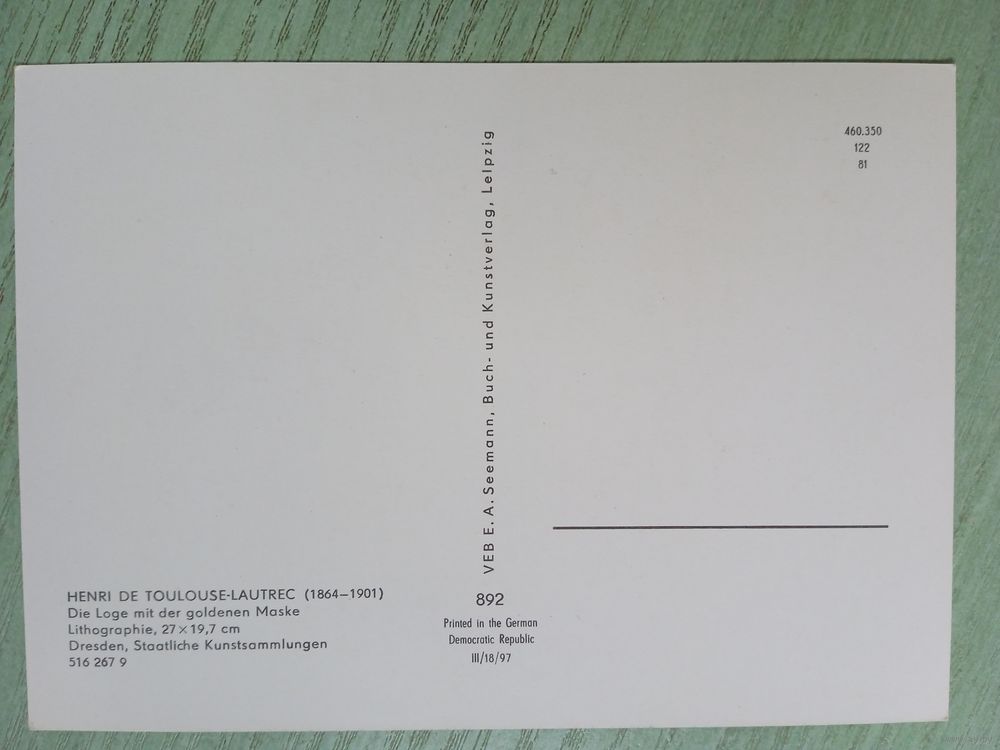 460.350
122
81
VEB E. A. Seemann, Buch- und Kunstverlag, Leipzig
HENRI DE TOULOUSE-LAUTREC (1864–1901)
Die Loge mit der goldenen Maske
Lithographie, 27 × 19,7 cm
Dresden, Staatliche Kunstsammlungen
516 267 9
892
Printed in the German
Democratic Republic
III/18/97